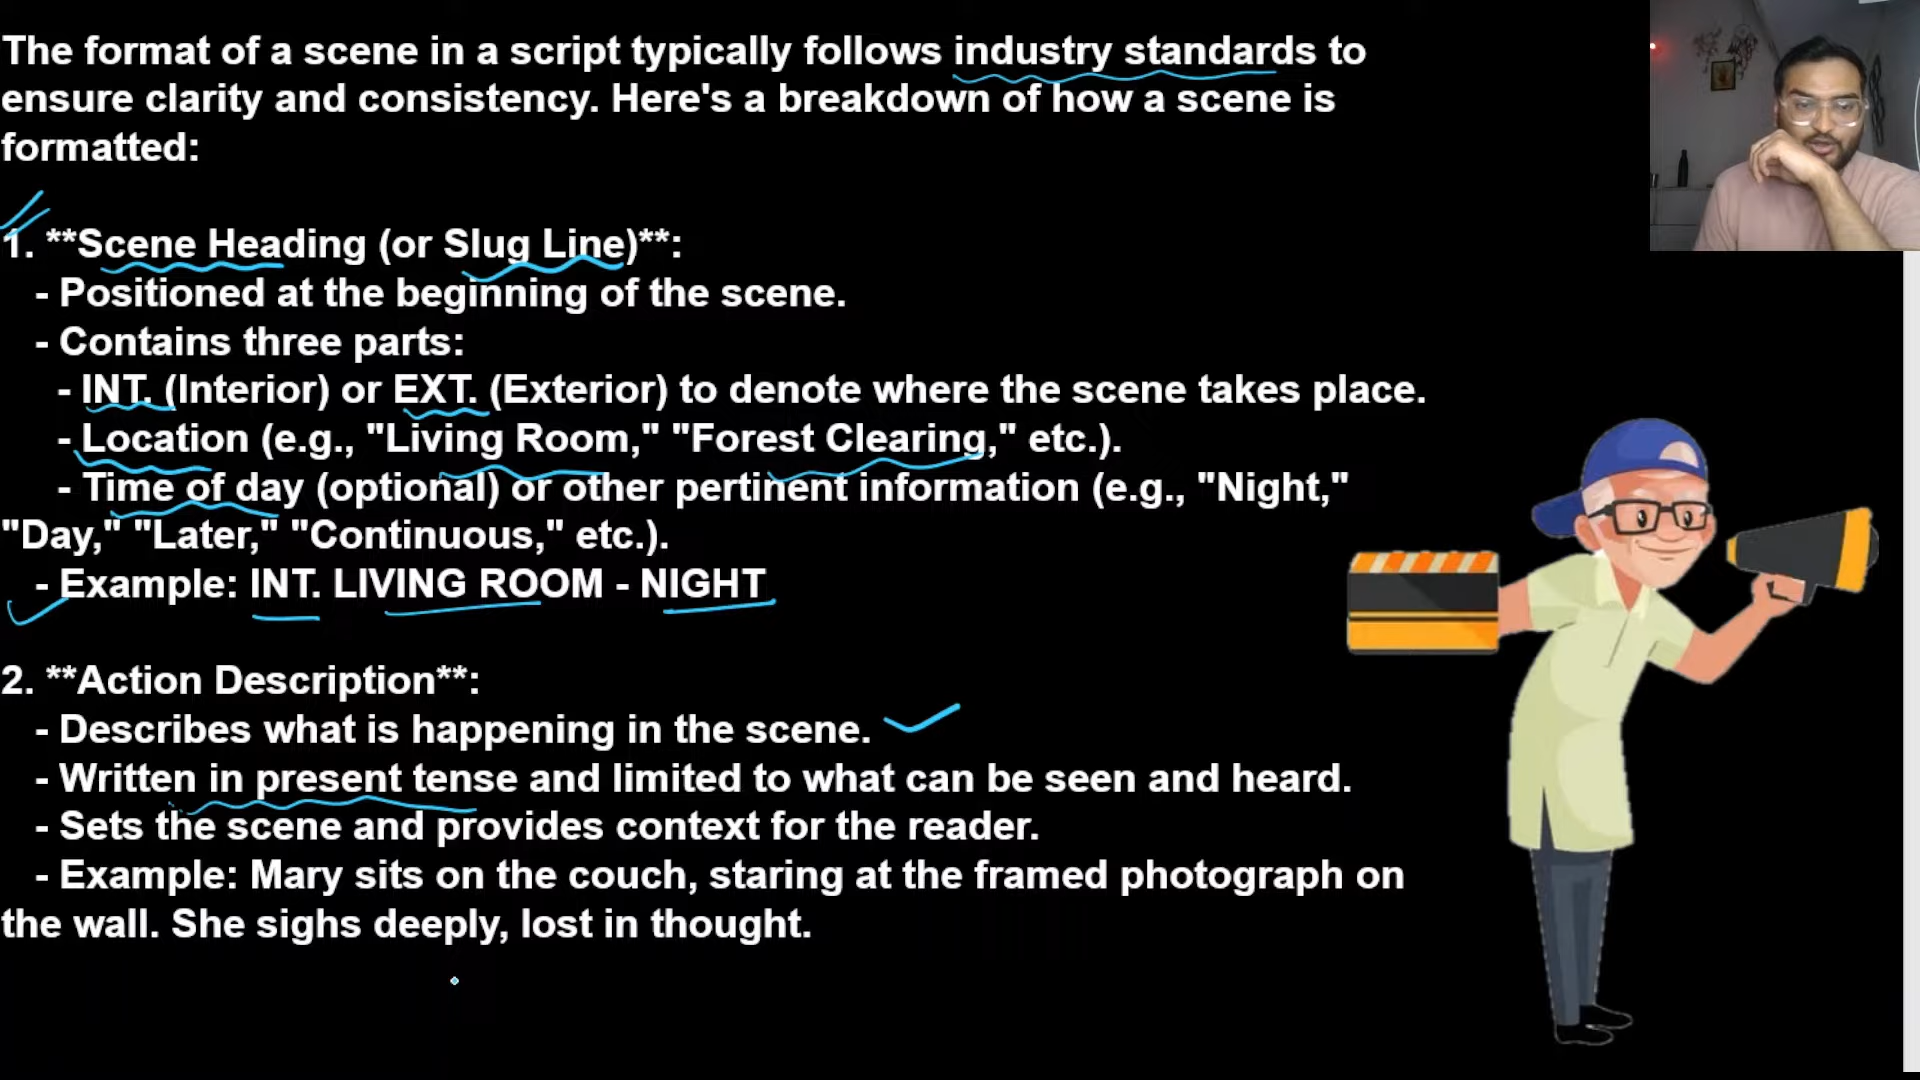 The format of a scene in a script typically follows industry standards to
ensure clarity and consistency. Here's a breakdown of how a scene is
formatted:
1. **Scene Heading (or Slug Line)**:
- Positioned at the beginning of the scene.
- Contains three parts:
- INT. (Interior) or EXT. (Exterior) to denote where the scene takes place.
- Location (e.g., "Living Room," "Forest Clearing," etc.).
- Time of day (optional) or other pertinent information (e.g., "Night,"
"Day," "Later," "Continuous," etc.).
- Example: INT. LIVING ROOM - NIGHT
2. **Action Description**:
- Describes what is happening in the scene.
- Written in present tense and limited to what can be seen and heard.
- Sets the scene and provides context for the reader.
- Example: Mary sits on the couch, staring at the framed photograph on
the wall. She sighs deeply, lost in thought.